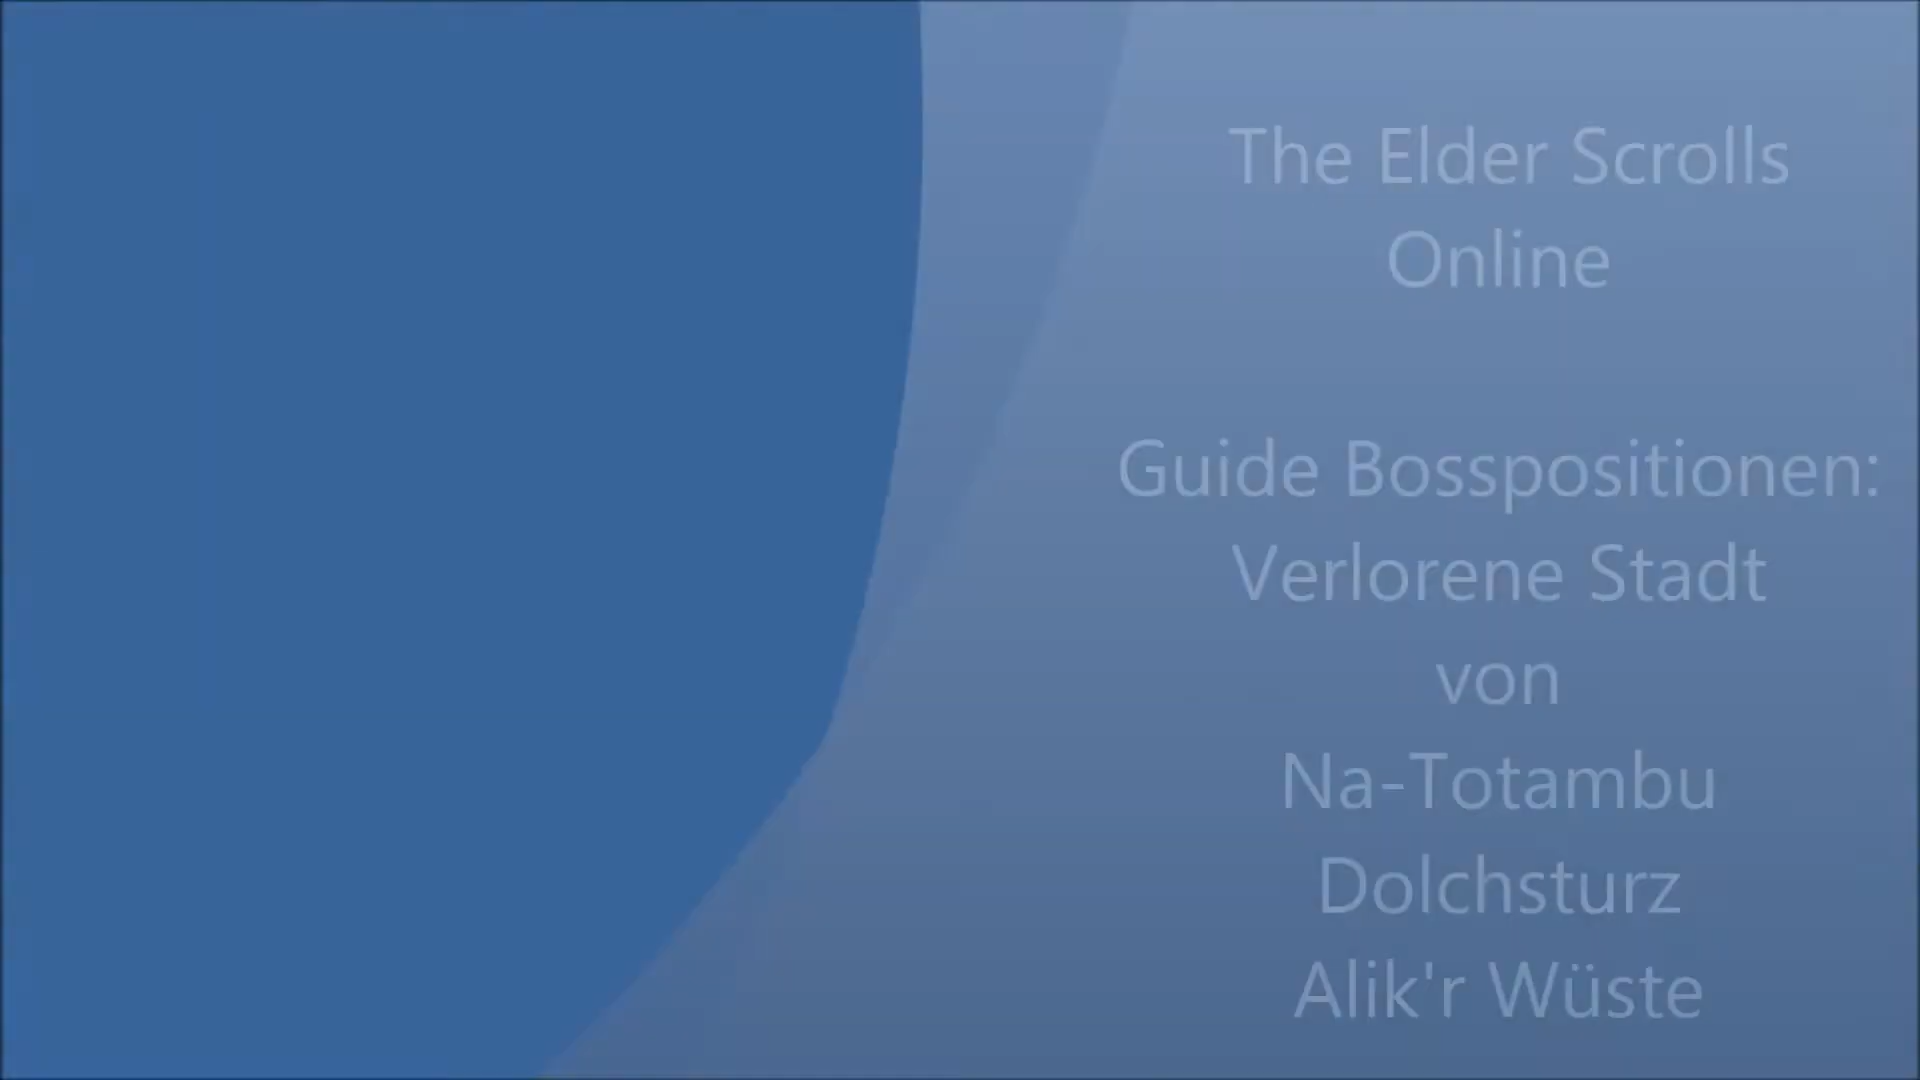 The Elder Scrolls
Online
Guide Bosspositionen:
Verlorene Stadt
von
Na-Totambu
Dolchsturz
Alik'r Wüste